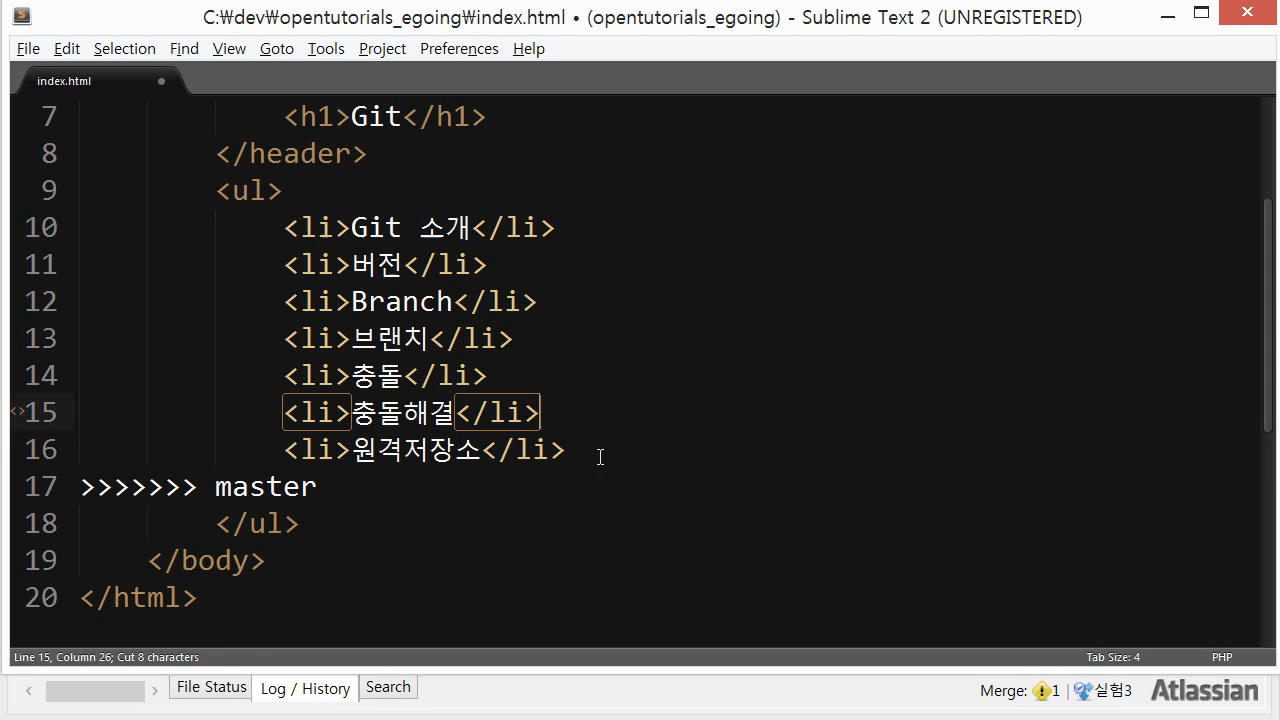 C:₩dev₩opentutorials_egoing₩index.html • (opentutorials_egoing) - Sublime Text 2 (UNREGISTERED)
File Edit Selection Find View Goto Tools Project Preferences Help
index.html
7 <h1>Git</h1>
8 </header>
9 <ul>
10 <li>Git 소개</li>
11 <li>버전</li>
12 <li>Branch</li>
13 <li>브랜치</li>
14 <li>충돌</li>
<>15 <li>충돌해결</li>
16 <li>원격저장소</li>
17 >>>>>>> master
18 </ul>
19 </body>
20 </html>
Line 15, Column 26; Cut 8 characters Tab Size: 4 PHP
File Status Log / History Search Merge: 1 실험3 Atlassian